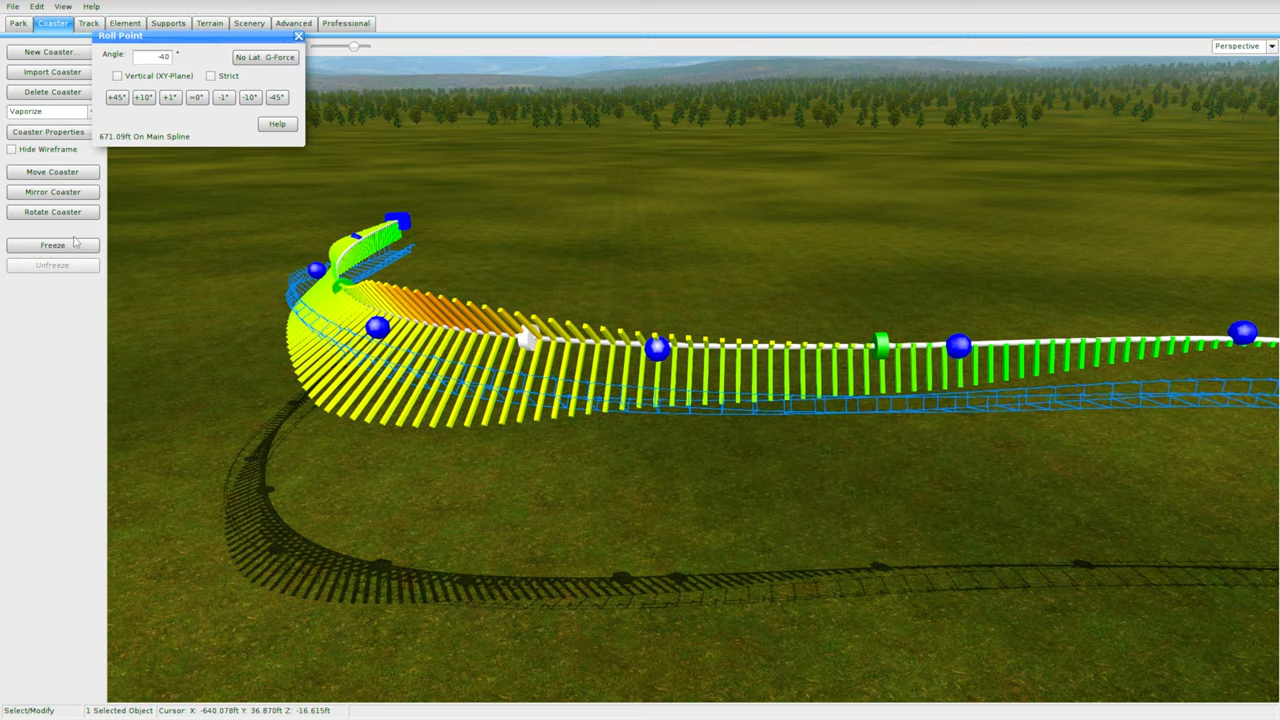 File Edit View Help
Park Coaster Track Element Supports Terrain Scenery Advanced Professional
Roll Point
New Coaster...
Import Coaster
Delete Coaster
Vaporize
Coaster Properties...
Hide Wireframe
Move Coaster
Mirror Coaster
Rotate Coaster
Freeze
Unfreeze
Angle: -40 ° No Lat. G-Force
Vertical (XY-Plane) Strict
+45° +10° +1° =0° -1° -10° -45°
Help
671.09ft On Main Spline
Perspective
Select/Modify 1 Selected Object Cursor: X: -640.078ft Y: 36.870ft Z: -16.615ft